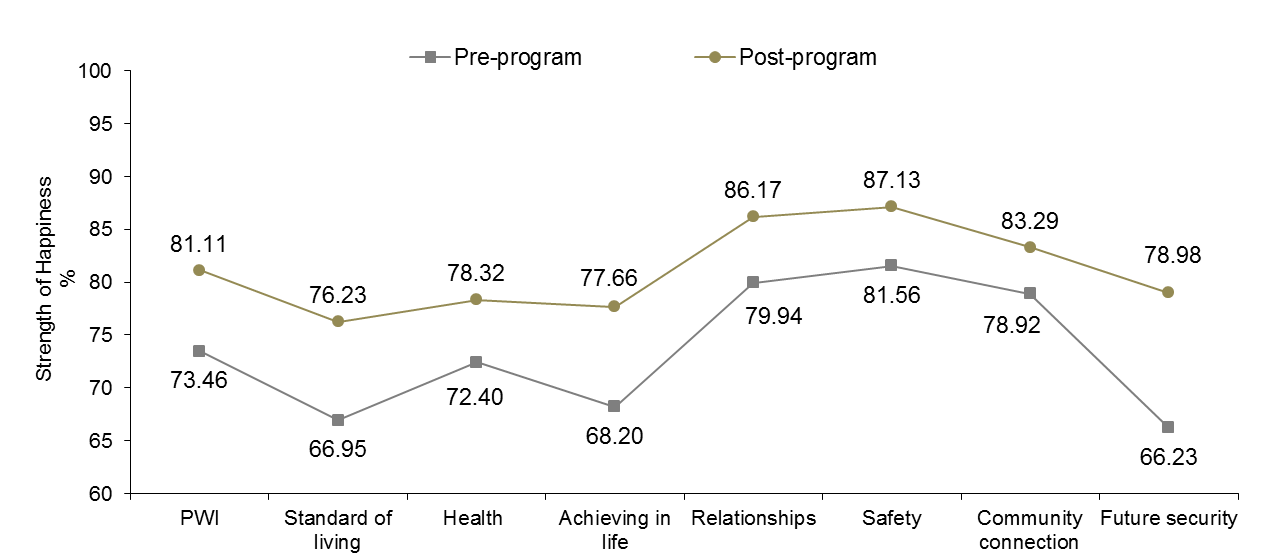 Pre-program
Post-program
Strength of Happiness
%
100
95
90
85
80
75
70
65
60
81.11
76.23
78.32
77.66
86.17
87.13
83.29
78.98
73.46
66.95
72.40
68.20
79.94
81.56
78.92
66.23
PWI
Standard of
living
Health
Achieving in
life
Relationships
Safety
Community
connection
Future security